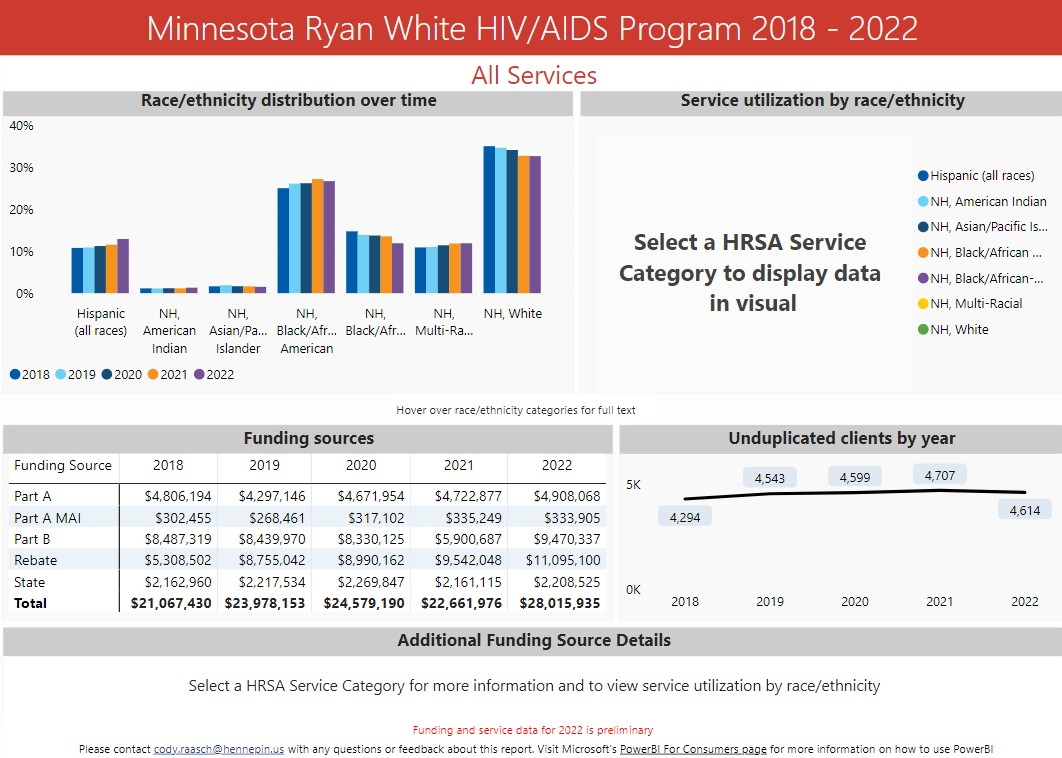 Minnesota Ryan White HIV/AIDS Program 2018 - 2022
All Services
Race/ethnicity distribution over time
40%
30%
20%
10%
0%
Hispanic (all races)
NH, American Indian
NH, Asian/Pa... Islander
NH, Black/Afr... American
NH, Black/Afr...
NH, Multi-Ra...
NH, White
2018 2019 2020 2021 2022
Service utilization by race/ethnicity
Select a HRSA Service
Category to display data
in visual
Hispanic (all races)
NH, American Indian
NH, Asian/Pacific Is...
NH, Black/African ...
NH, Black/African-...
NH, Multi-Racial
NH, White
Hover over race/ethnicity categories for full text
Funding sources
Funding Source 2018 2019 2020 2021 2022
Part A $4,806,194 $4,297,146 $4,671,954 $4,722,877 $4,908,068
Part A MAI $302,455 $268,461 $317,102 $335,249 $333,905
Part B $8,487,319 $8,439,970 $8,330,125 $5,900,687 $9,470,337
Rebate $5,308,502 $8,755,042 $8,990,162 $9,542,048 $11,095,100
State $2,162,960 $2,217,534 $2,269,847 $2,161,115 $2,208,525
Total $21,067,430 $23,978,153 $24,579,190 $22,661,976 $28,015,935
Unduplicated clients by year
5K
0K
4,294
4,543
4,599
4,707
4,614
2018 2019 2020 2021 2022
Additional Funding Source Details
Select a HRSA Service Category for more information and to view service utilization by race/ethnicity
Funding and service data for 2022 is preliminary
Please contact cody.raasch@hennepin.us with any questions or feedback about this report. Visit Microsoft's PowerBI For Consumers page for more information on how to use PowerBI